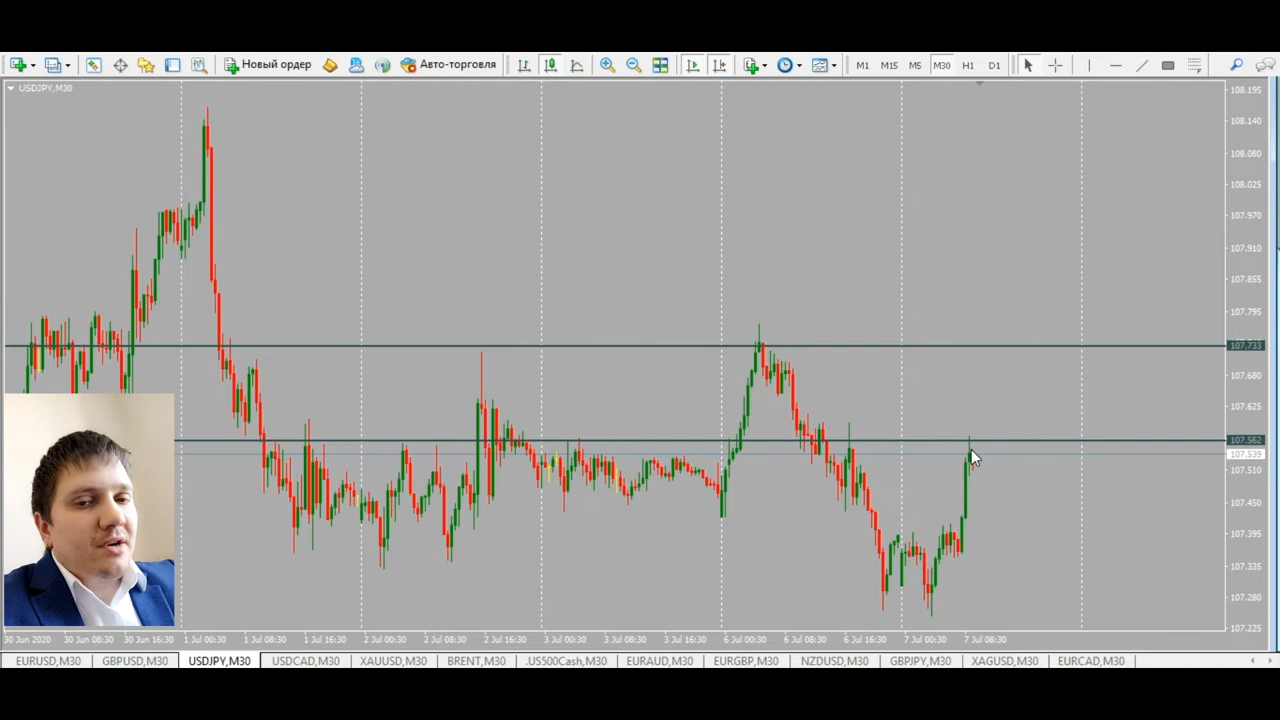 Новый ордер
Авто-торговля
M1
M15
M5
M30
H1
D1
USDJPY,M30
108.195
108.140
108.080
108.025
107.970
107.910
107.855
107.795
107.733
107.680
107.625
107.562
107.539
107.510
107.450
107.395
107.335
107.280
107.225
30 Jun 2020
30 Jun 08:30
30 Jun 16:30
1 Jul 00:30
1 Jul 08:30
1 Jul 16:30
2 Jul 00:30
2 Jul 08:30
2 Jul 16:30
3 Jul 00:30
3 Jul 08:30
3 Jul 16:30
6 Jul 00:30
6 Jul 08:30
6 Jul 16:30
7 Jul 00:30
7 Jul 08:30
EURUSD,M30
GBPUSD,M30
USDJPY,M30
USDCAD,M30
XAUUSD,M30
BRENT,M30
.US500Cash,M30
EURAUD,M30
EURGBP,M30
NZDUSD,M30
GBPJPY,M30
XAGUSD,M30
EURCAD,M30